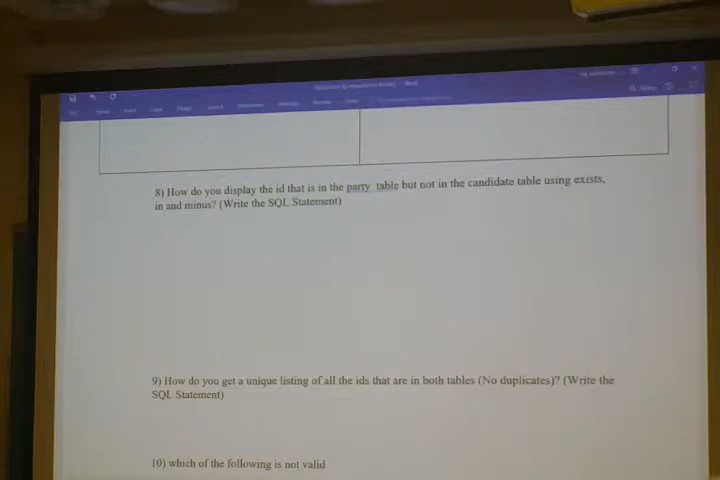 8) How do you display the id that is in the party_table but not in the candidate table using exists,
in and minus? (Write the SQL Statement)
9) How do you get a unique listing of all the ids that are in both tables (No duplicates)? (Write the
SQL Statement)
10) which of the following is not valid